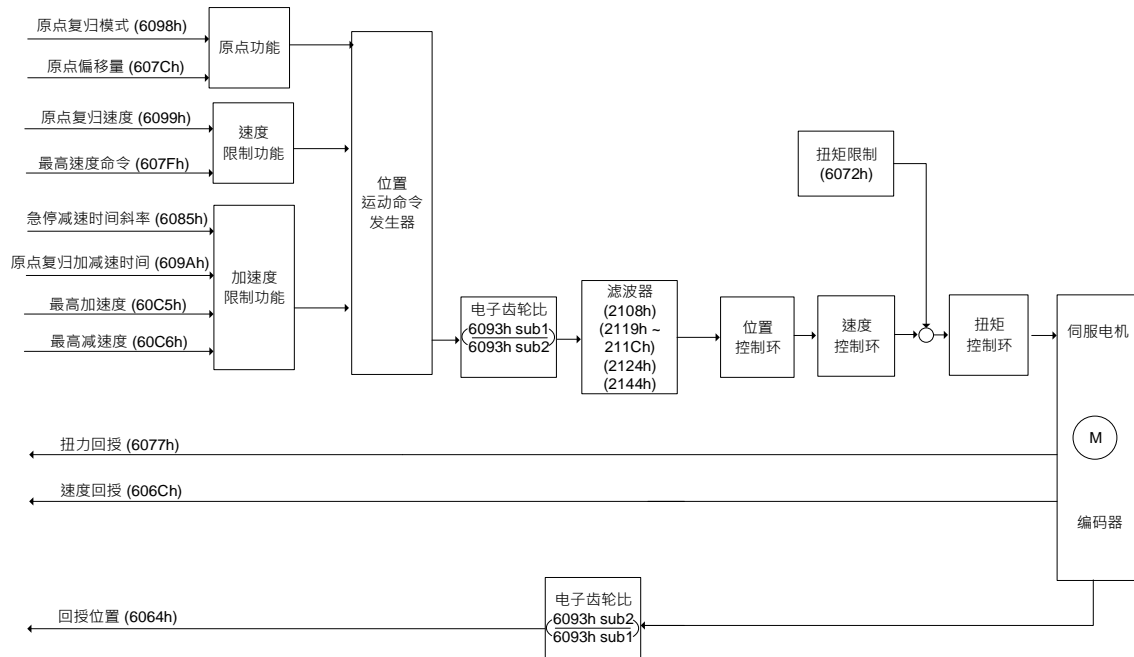 原点复归模式 (6098h)
原点偏移量 (607Ch)
原点功能
原点复归速度 (6099h)
最高速度命令 (607Fh)
速度
限制功能
急停减速时间斜率 (6085h)
原点复归加减速时间 (609Ah)
最高加速度 (60C5h)
最高减速度 (60C6h)
加速度
限制功能
位置
运动命令
发生器
电子齿轮比
(6093h sub1
6093h sub2)
滤波器
(2108h)
(2119h ~
211Ch)
(2124h)
(2144h)
位置
控制环
速度
控制环
扭矩限制
(6072h)
扭矩
控制环
伺服电机
M
编码器
扭力回授 (6077h)
速度回授 (606Ch)
回授位置 (6064h)
电子齿轮比
(6093h sub2
6093h sub1)